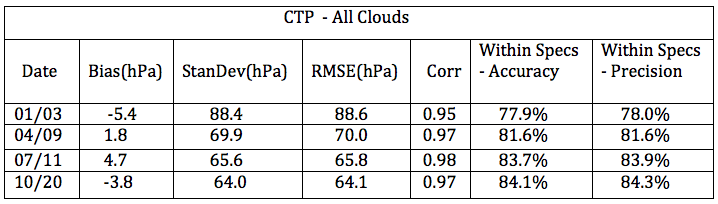 CTP - All Clouds
Date Bias(hPa) StanDev(hPa) RMSE(hPa) Corr Within Specs - Accuracy Within Specs - Precision
01/03 -5.4 88.4 88.6 0.95 77.9% 78.0%
04/09 1.8 69.9 70.0 0.97 81.6% 81.6%
07/11 4.7 65.6 65.8 0.98 83.7% 83.9%
10/20 -3.8 64.0 64.1 0.97 84.1% 84.3%